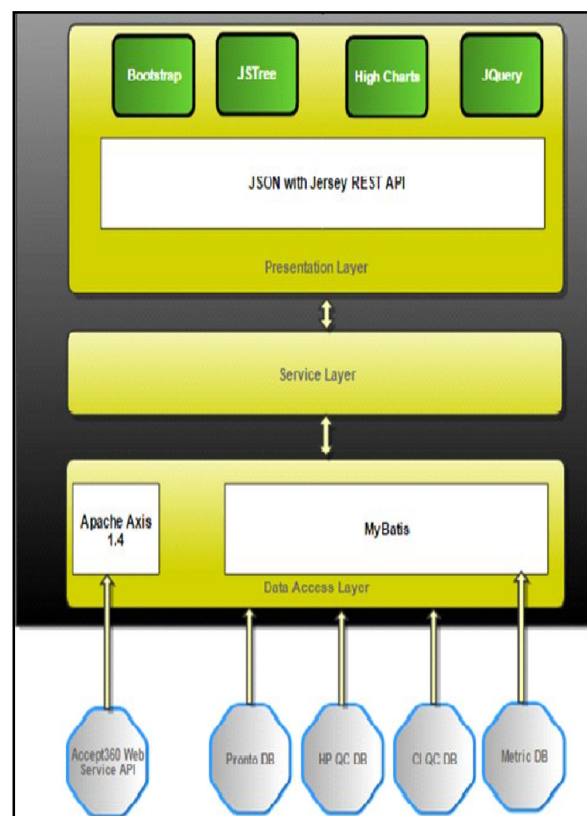 Bootstrap
JSTree
High Charts
JQuery
JSON with Jersey REST API
Presentation Layer
Service Layer
Apache Axis
1.4
MyBatis
Data Access Layer
Accept360 Web
Service API
Pronto DB
HP QC DB
CI QC DB
Metric DB